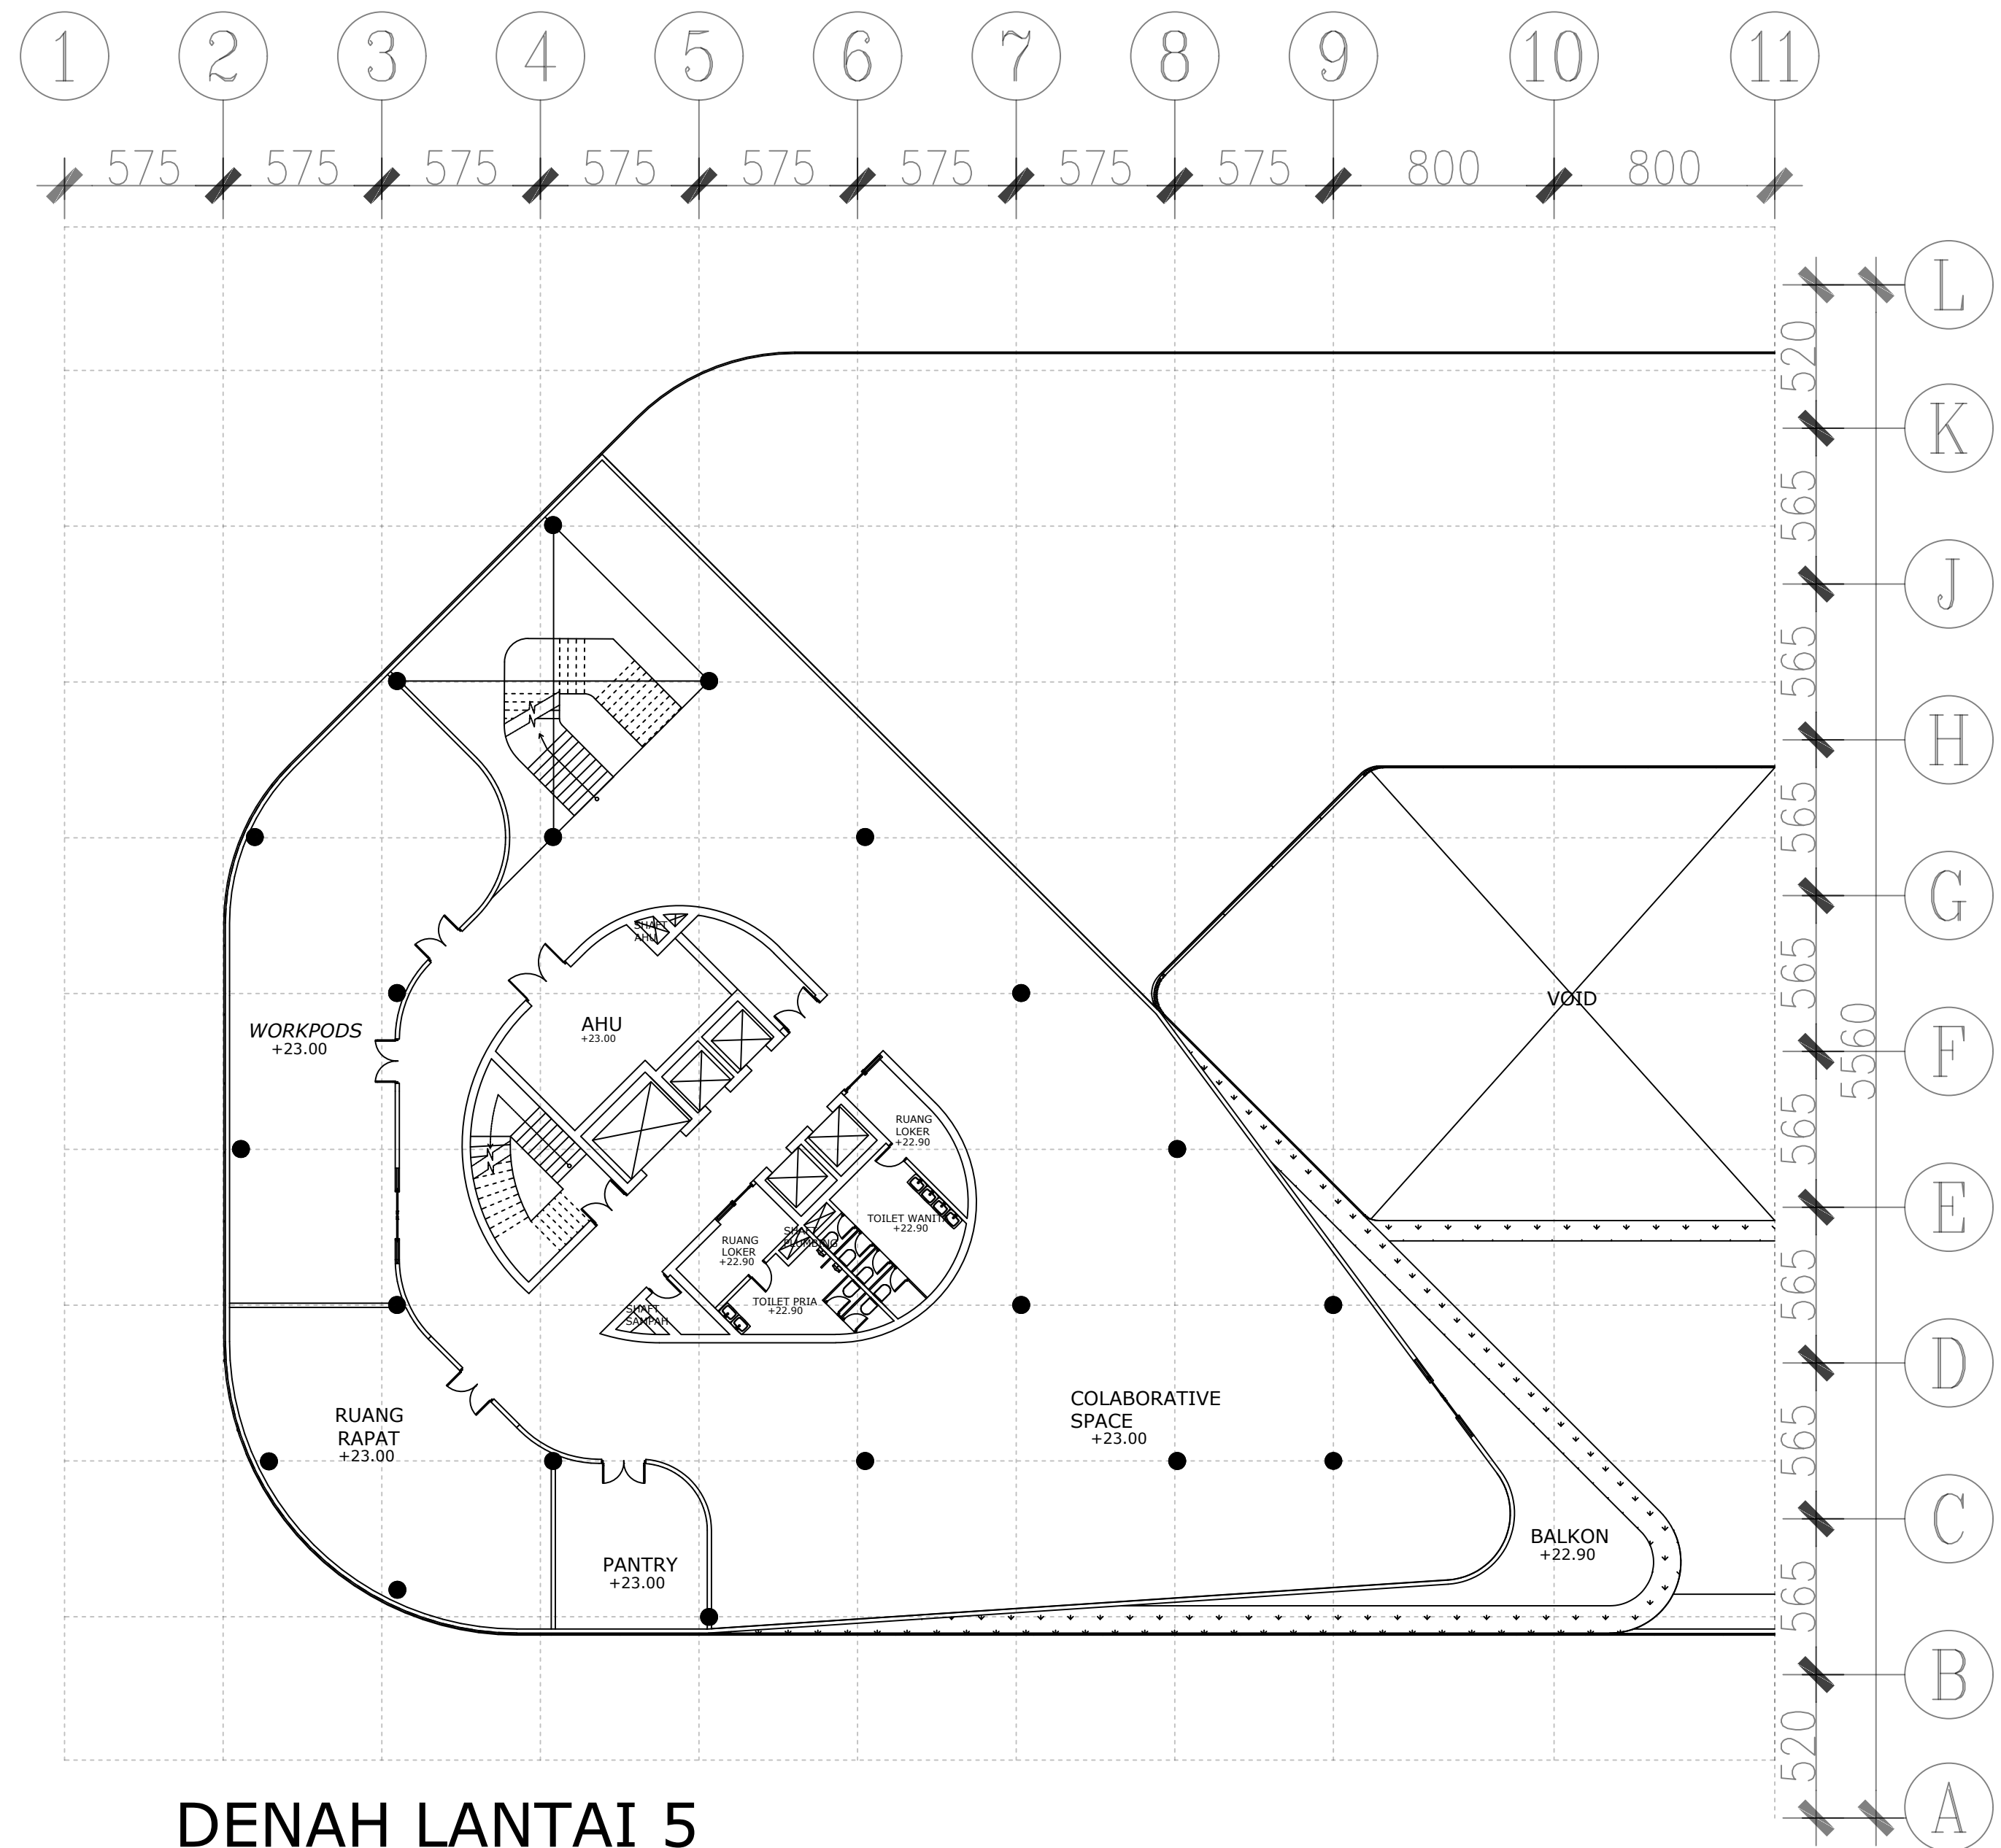 1 2 3 4 5 6 7 8 9 10 11
575 575 575 575 575 575 575 575 800 800
L
520
K
565
J
565
H
565
G
565
F
5560
565
E
565
D
565
C
565
B
520
A
SHAFT
AHU
AHU
+23.00
WORKPODS
+23.00
VOID
RUANG
LOKER
+22.90
TOILET WANITA
+22.90
SHAFT
PLUMBING
RUANG
LOKER
+22.90
TOILET PRIA
+22.90
SHAFT
SAMPAH
COLABORATIVE
SPACE
+23.00
RUANG
RAPAT
+23.00
PANTRY
+23.00
BALKON
+22.90
DENAH LANTAI 5